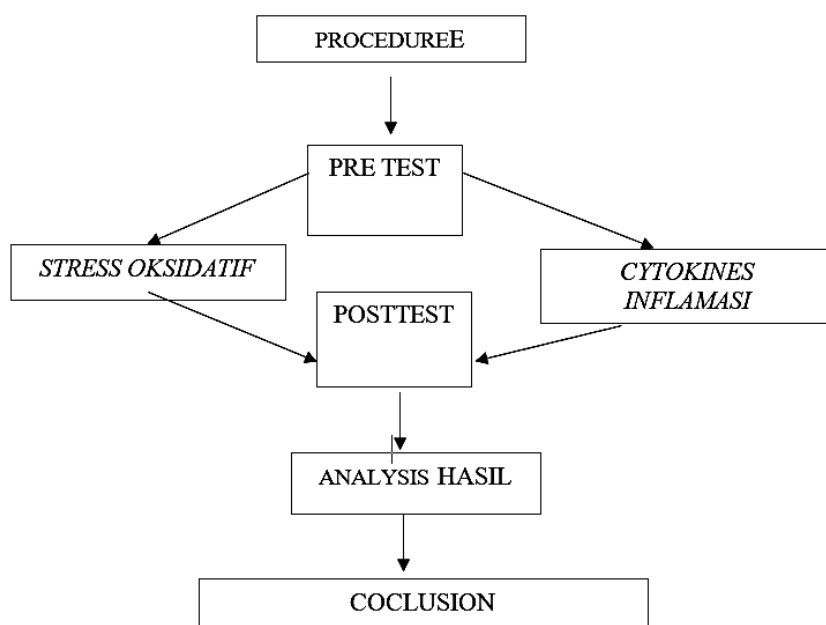 PROCEDUREE
PRE TEST
STRESS OKSIDATIF
CYTOKINES
INFLAMASI
POSTTEST
ANALYSIS HASIL
COCLUSION